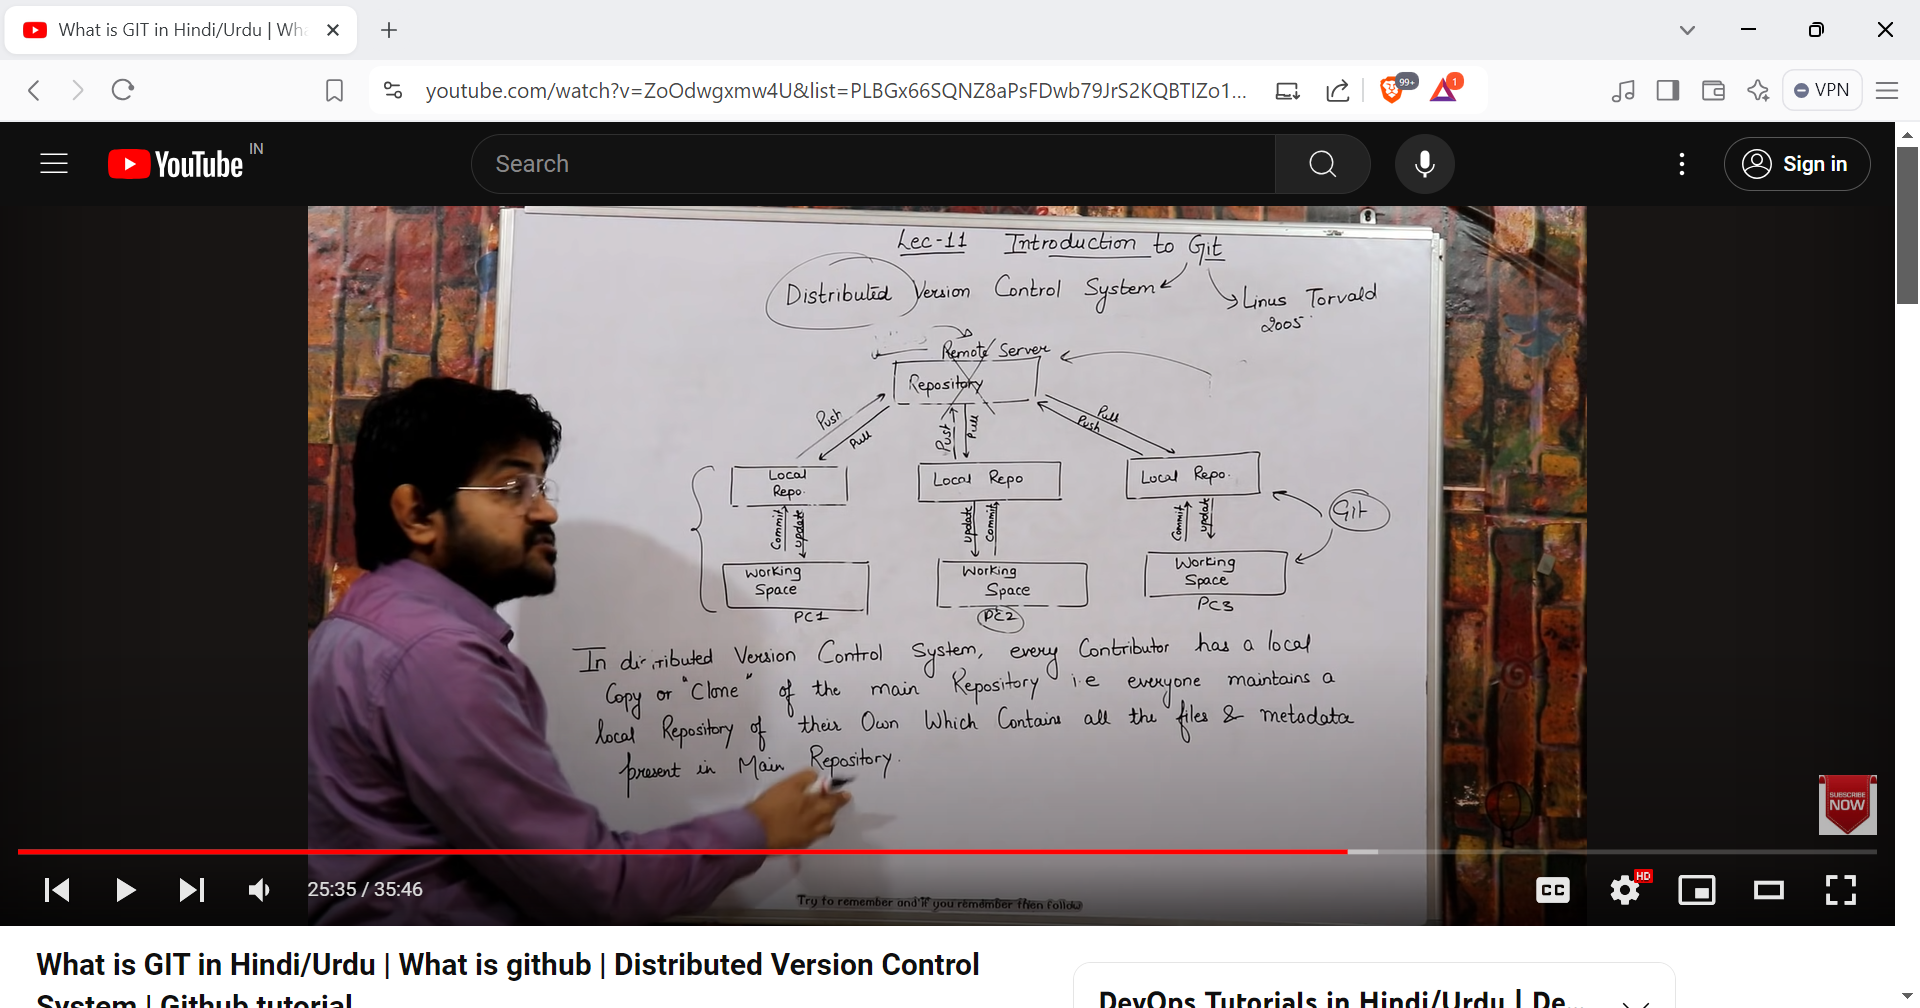 What is GIT in Hindi/Urdu | Wha
youtube.com/watch?v=ZoOdwgxmw4U&list=PLBGx66SQNZ8aPsFDwb79JrS2KQBTIZo1...
99+
1
VPN
YouTube IN
Search
Sign in
Lec-11 Introduction to Git
Distributed Version Control System
Linus Torvald
2005
Remote/Server
Repository
Push
Pull
Push
Pull
Pull
Push
Local
Repo.
Local Repo
Local Repo.
Git
Commit
update
update
Commit
Commit
update
Working
Space
Working
Space
Working
Space
PC1
PC2
PC3
In distributed Version Control System, every Contributor has a local
Copy or "Clone" of the main Repository i.e everyone maintains a
local Repository of their Own Which Contains all the files & metadata
present in Main Repository.
SUBSCRIBE
NOW
25:35 / 35:46
CC
HD
Try to remember and if you remember then follow
What is GIT in Hindi/Urdu | What is github | Distributed Version Control
System | Github tutorial
DevOps Tutorials in Hindi/Urdu | De...